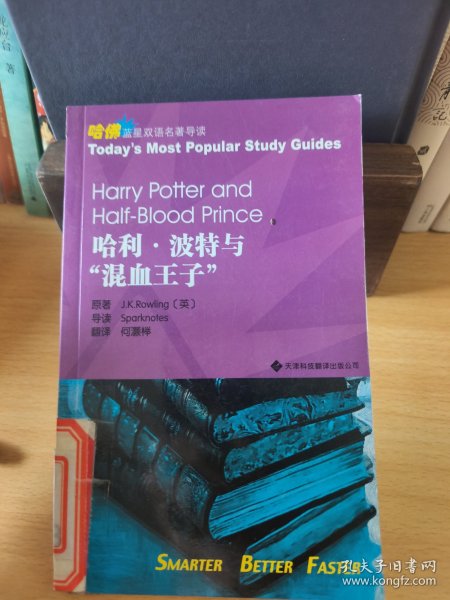 哈佛蓝星双语名著导读
Today's Most Popular Study Guides
Harry Potter and
Half-Blood Prince
哈利·波特与
“混血王子”
原著 J.K.Rowling〔英〕
导读 Sparknotes
翻译 何灏桦
天津科技翻译出版公司
SMARTER BETTER FASTER
孔夫子旧书网
www.kongfz.com